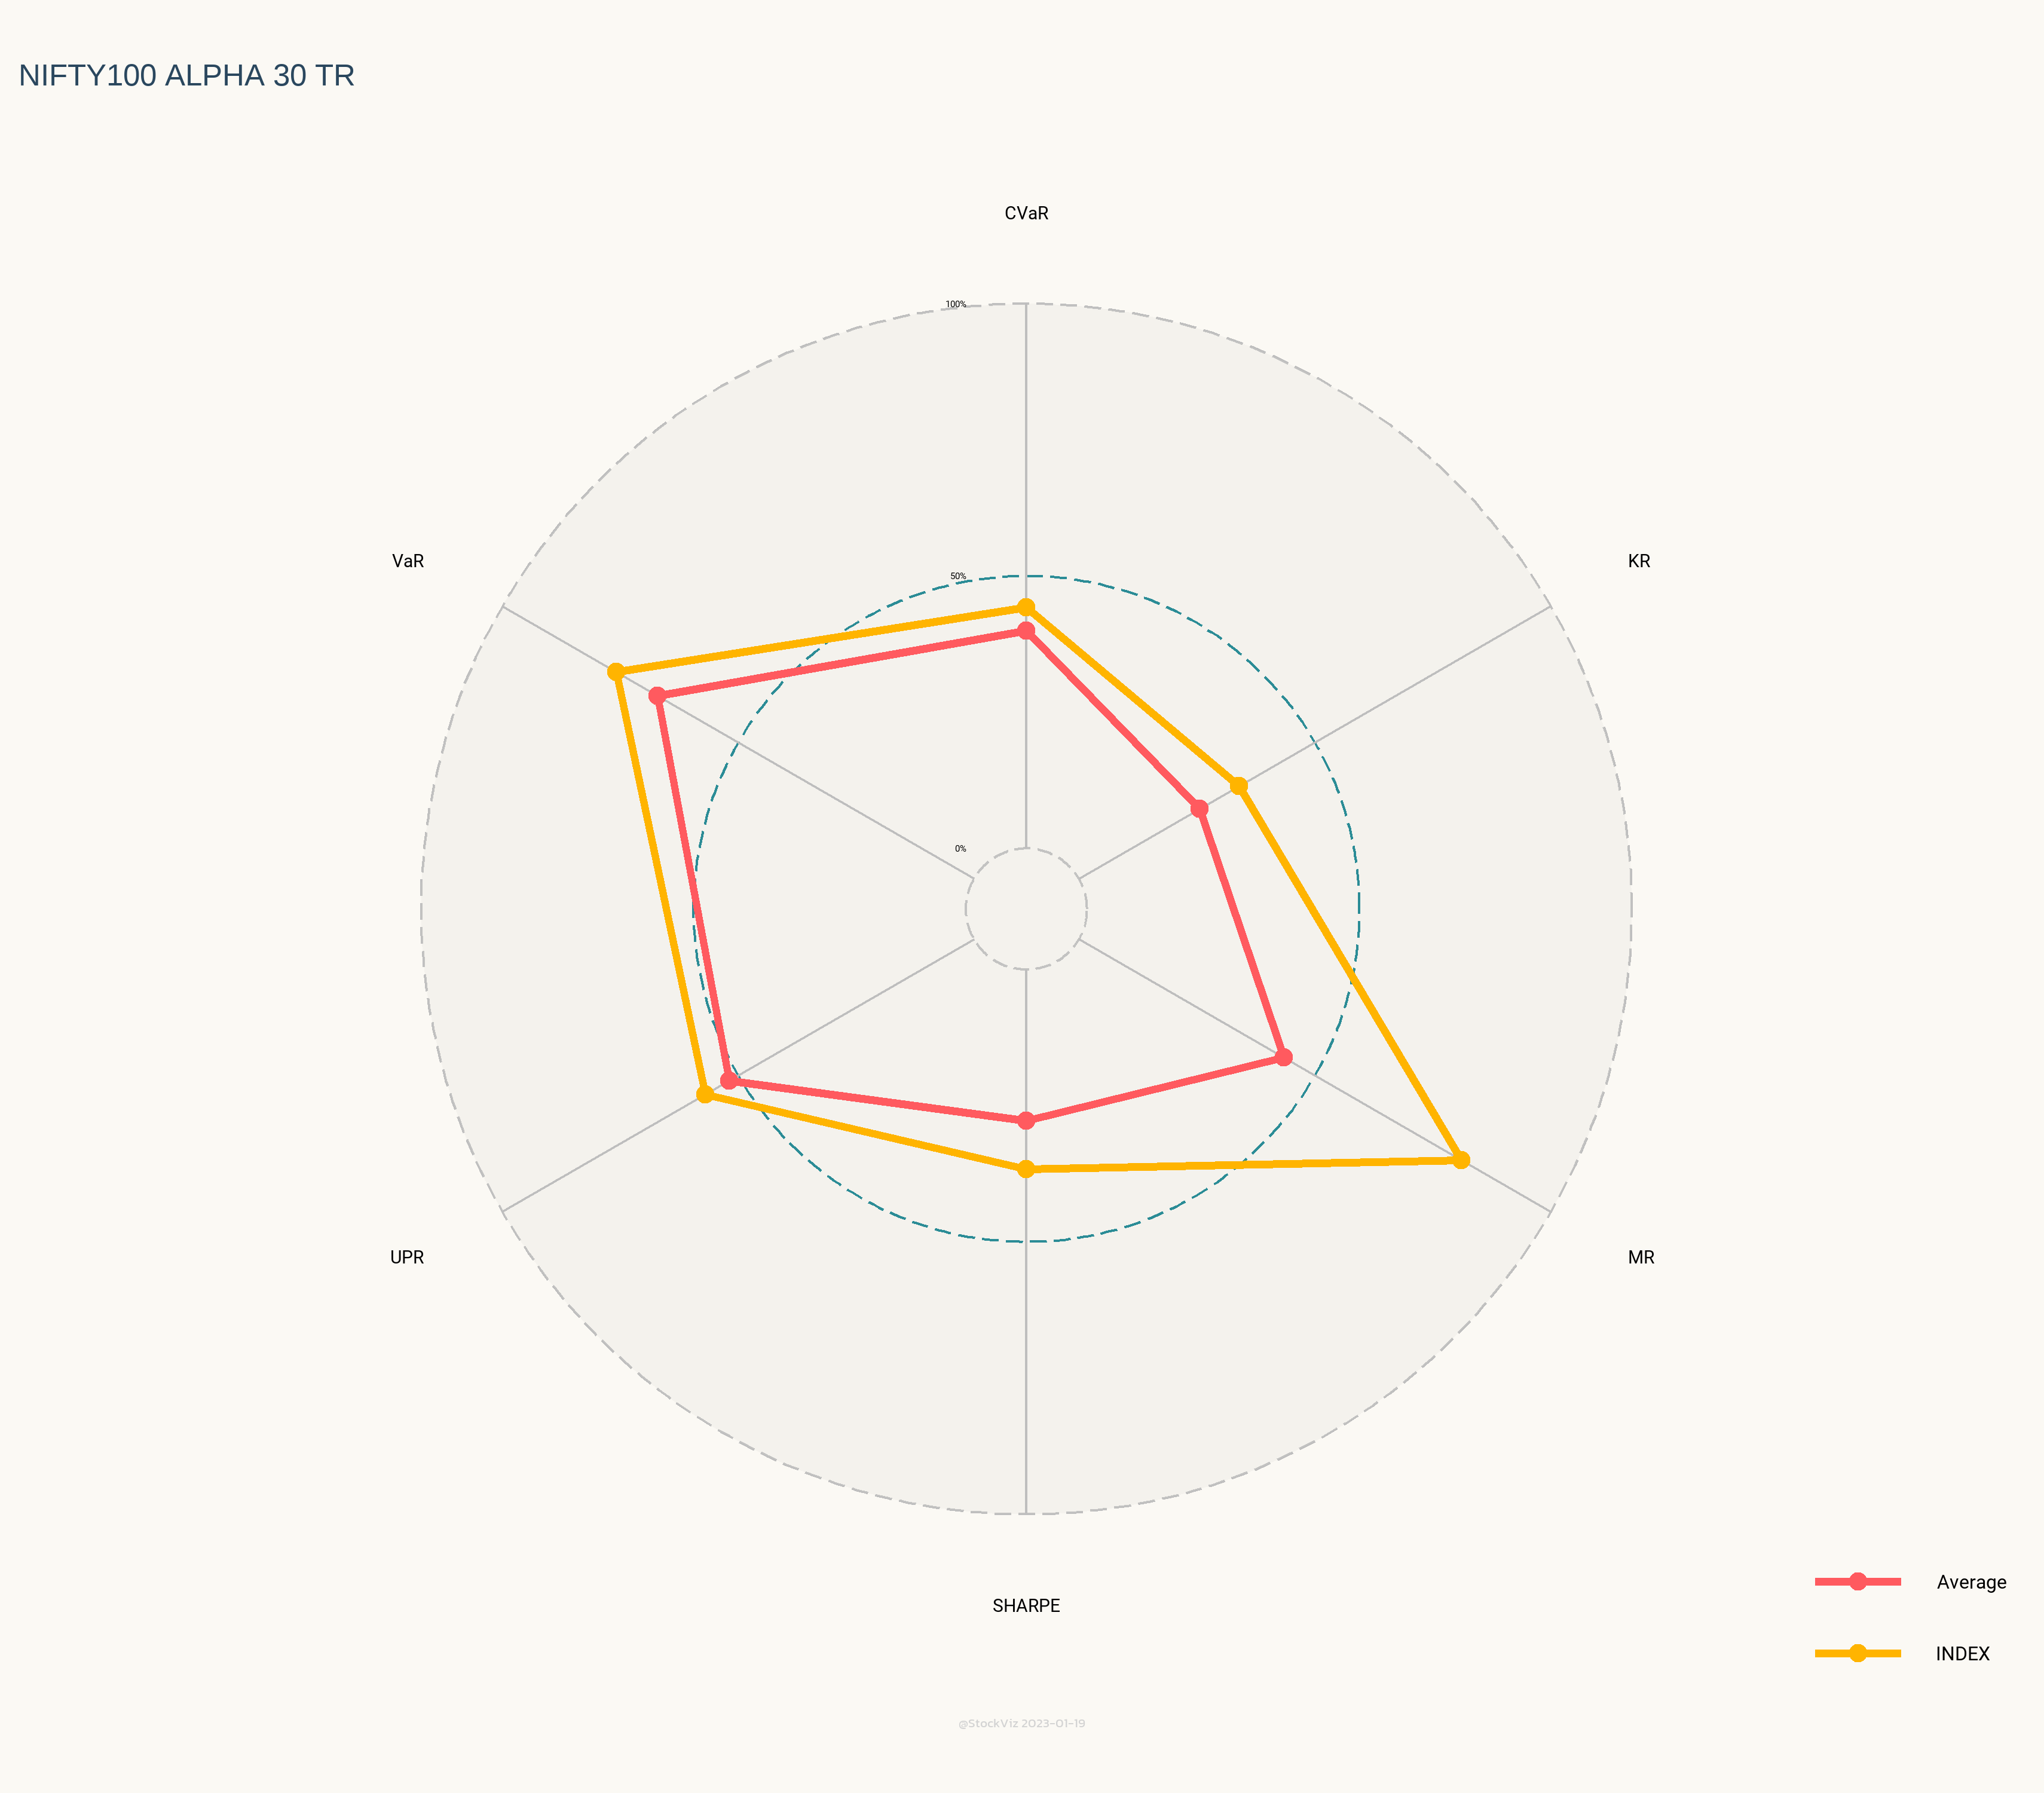 NIFTY100 ALPHA 30 TR
CVaR
100%
VaR
KR
50%
0%
UPR
MR
SHARPE
Average
INDEX
@StockViz 2023-01-19